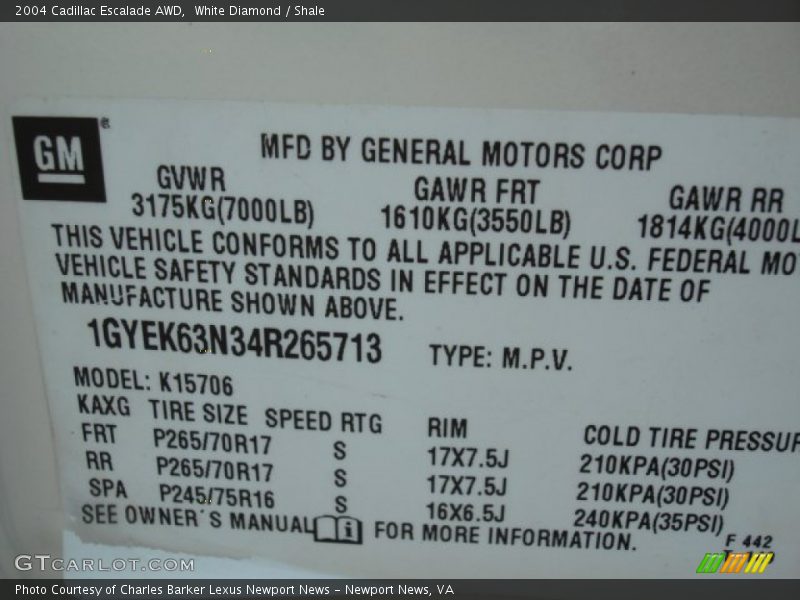 2004 Cadillac Escalade AWD,  White Diamond / Shale
GM®
MFD BY GENERAL MOTORS CORP
GVWR GAWR FRT GAWR RR
3175KG(7000LB) 1610KG(3550LB) 1814KG(4000L
THIS VEHICLE CONFORMS TO ALL APPLICABLE U.S. FEDERAL MO
VEHICLE SAFETY STANDARDS IN EFFECT ON THE DATE OF
MANUFACTURE SHOWN ABOVE.
1GYEK63N34R265713 TYPE: M.P.V.
MODEL: K15706
KAXG TIRE SIZE SPEED RTG RIM COLD TIRE PRESSUR
FRT P265/70R17 S 17X7.5J 210KPA(30PSI)
RR P265/70R17 S 17X7.5J 210KPA(30PSI)
SPA P245/75R16 S 16X6.5J 240KPA(35PSI)
SEE OWNER'S MANUAL i FOR MORE INFORMATION.
F 442
GTCARLOT.COM
Photo Courtesy of Charles Barker Lexus Newport News – Newport News, VA